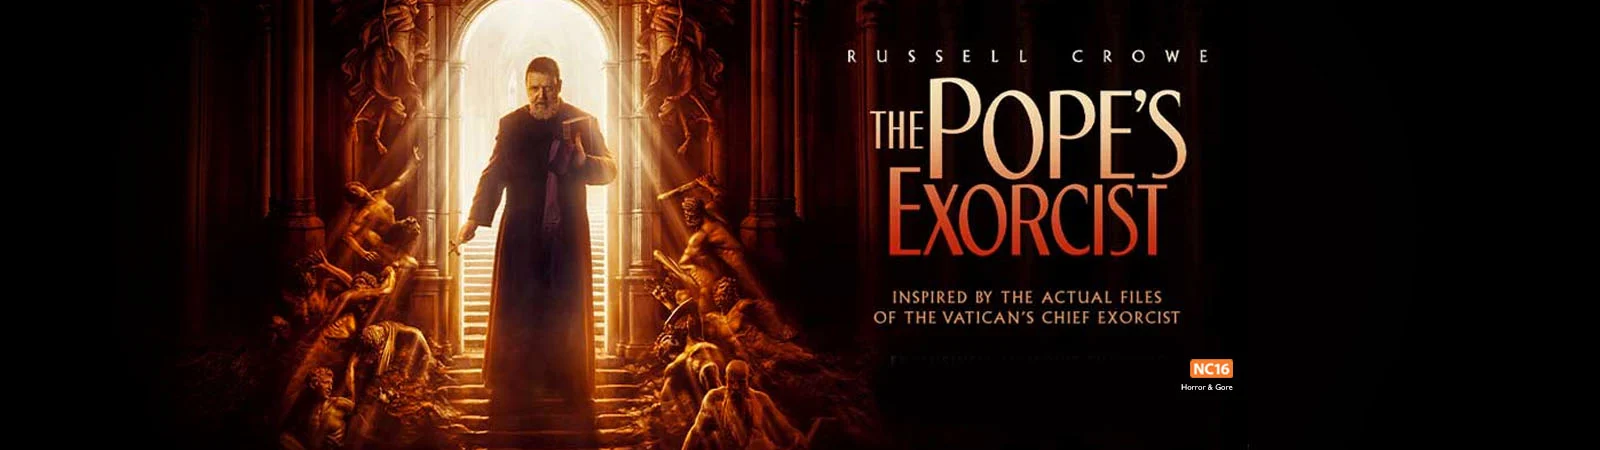 RUSSELL CROWE
THE POPE'S
EXORCIST
INSPIRED BY THE ACTUAL FILES
OF THE VATICAN'S CHIEF EXORCIST
NC16
Horror & Gore